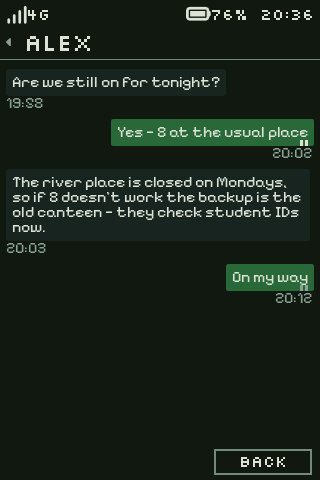 4G 76% 20:36
ALEX
Are we still on for tonight?
19:58
Yes - 8 at the usual place
20:02
The river place is closed on Mondays,
so if 8 doesn't work the backup is the
old canteen - they check student IDs
now.
20:03
On my way
20:12
BACK